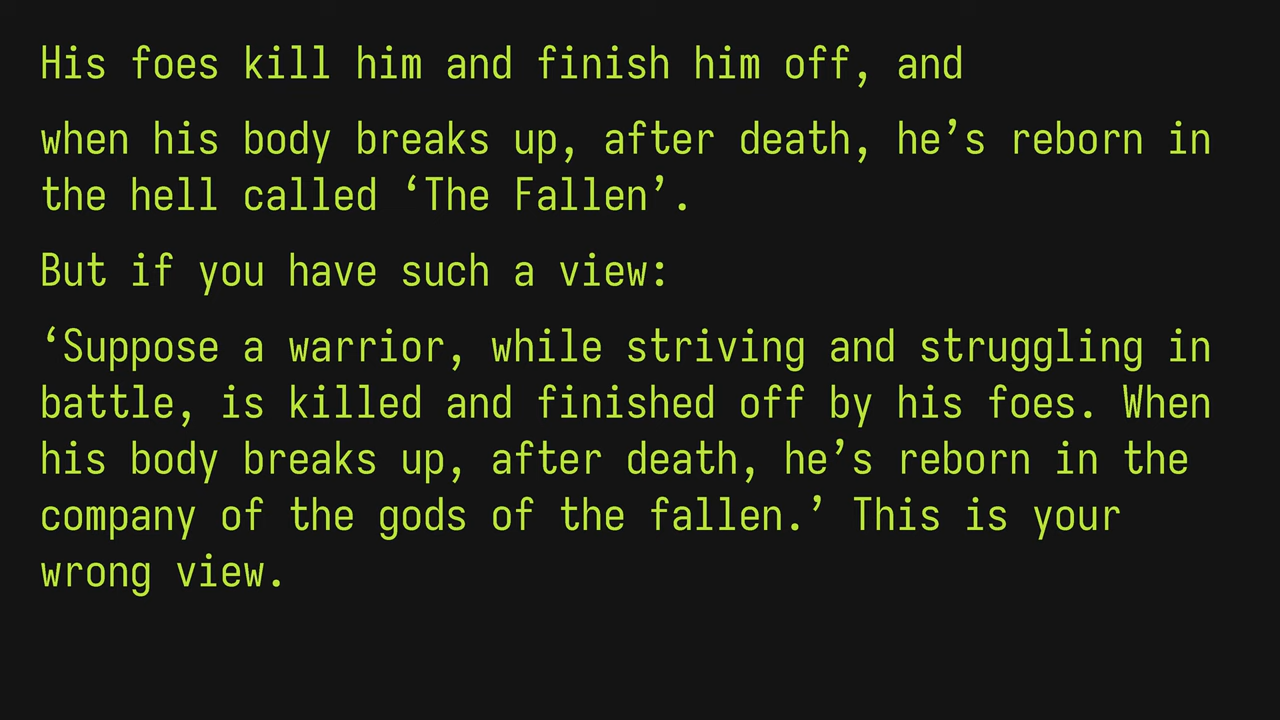 His foes kill him and finish him off, and
when his body breaks up, after death, he’s reborn in
the hell called ‘The Fallen’.
But if you have such a view:
‘Suppose a warrior, while striving and struggling in
battle, is killed and finished off by his foes. When
his body breaks up, after death, he’s reborn in the
company of the gods of the fallen.’ This is your
wrong view.